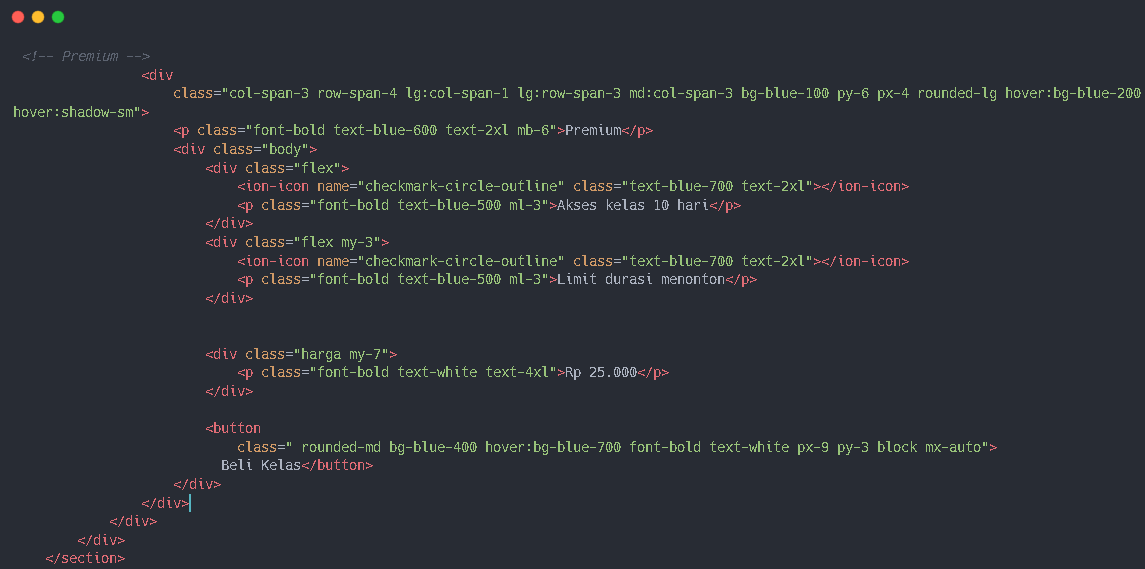 <!-- Premium -->
<div
class="col-span-3 row-span-4 lg:col-span-1 lg:row-span-3 md:col-span-3 bg-blue-100 py-6 px-4 rounded-lg hover:bg-blue-200
hover:shadow-sm">
<p class="font-bold text-blue-600 text-2xl mb-6">Premium</p>
<div class="body">
<div class="flex">
<ion-icon name="checkmark-circle-outline" class="text-blue-700 text-2xl"></ion-icon>
<p class="font-bold text-blue-500 ml-3">Akses kelas 10 hari</p>
</div>
<div class="flex my-3">
<ion-icon name="checkmark-circle-outline" class="text-blue-700 text-2xl"></ion-icon>
<p class="font-bold text-blue-500 ml-3">Limit durasi menonton</p>
</div>
<div class="harga my-7">
<p class="font-bold text-white text-4xl">Rp 25.000</p>
</div>
<button
class=" rounded-md bg-blue-400 hover:bg-blue-700 font-bold text-white px-9 py-3 block mx-auto">
Beli Kelas</button>
</div>
</div>
</div>
</div>
</section>